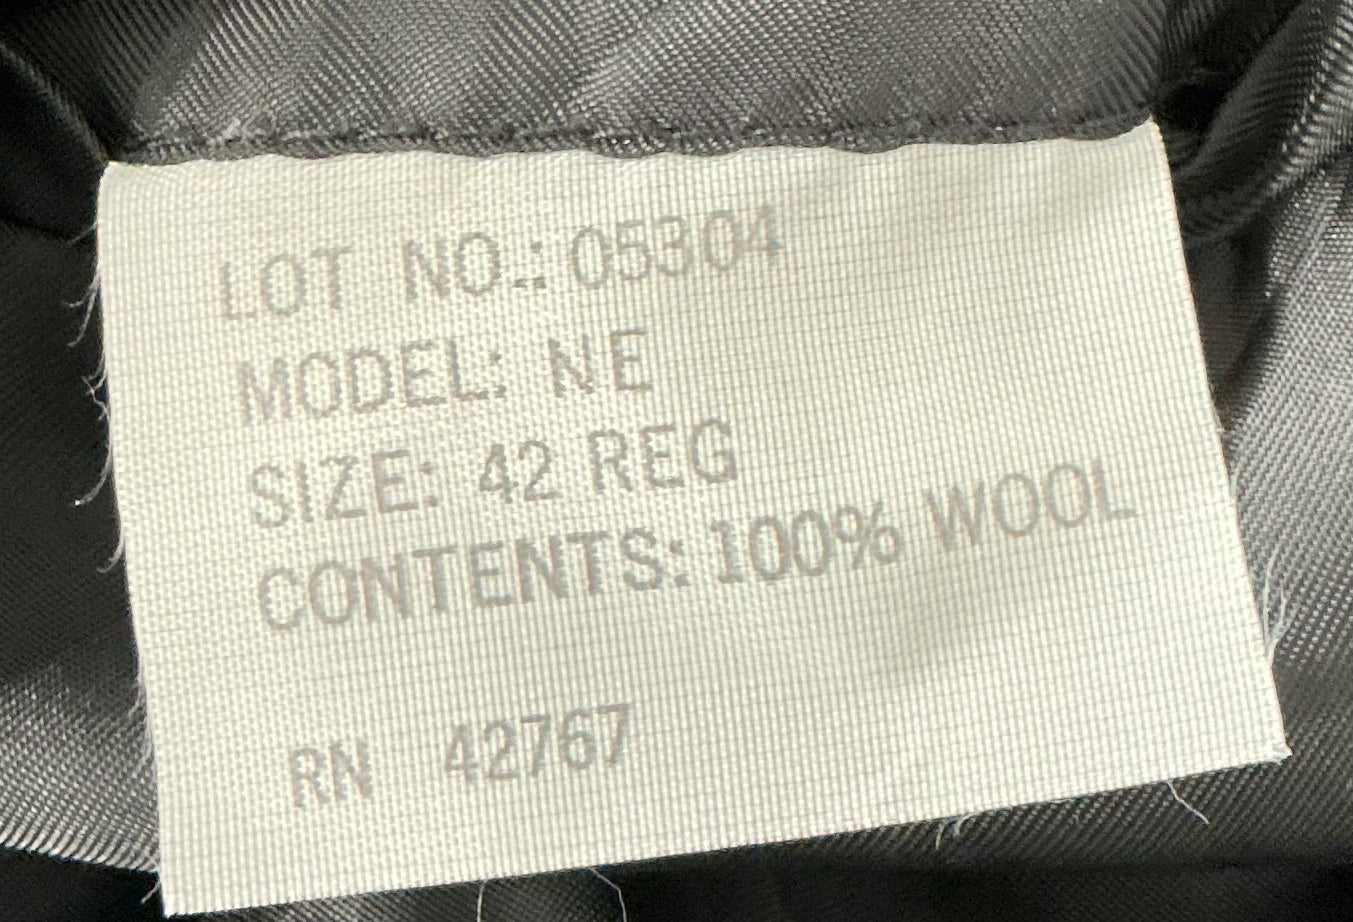 LOT NO.: 05304
MODEL: NE
SIZE: 42 REG
CONTENTS: 100% WOOL
RN 42767